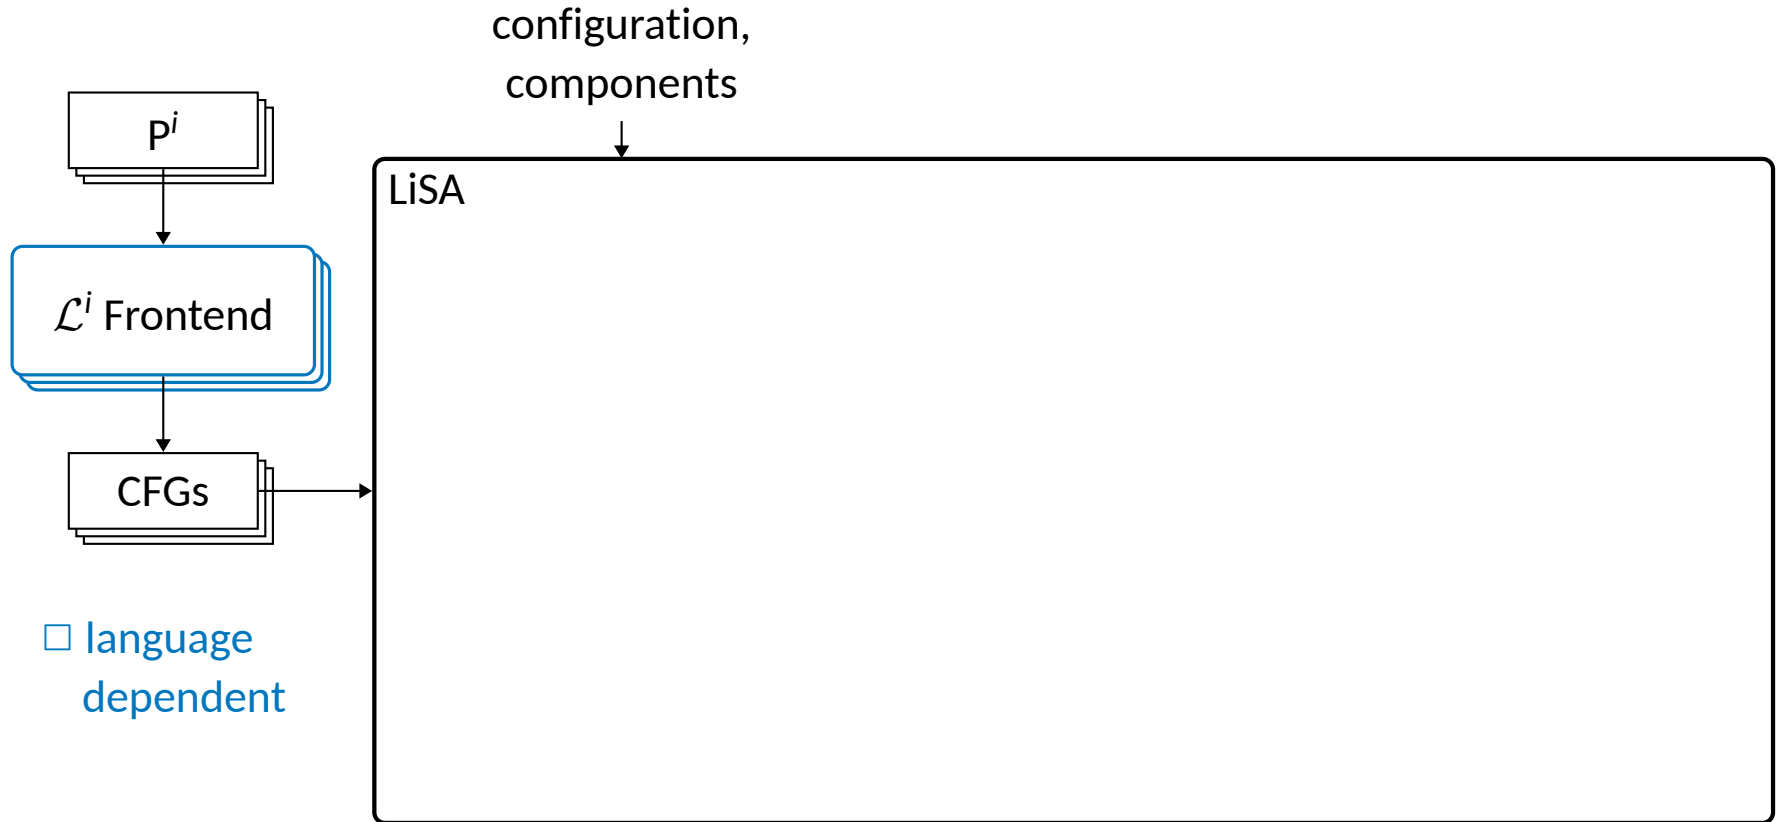 configuration,
components
Pⁱ
LiSA
ℒⁱ Frontend
CFGs
language
dependent